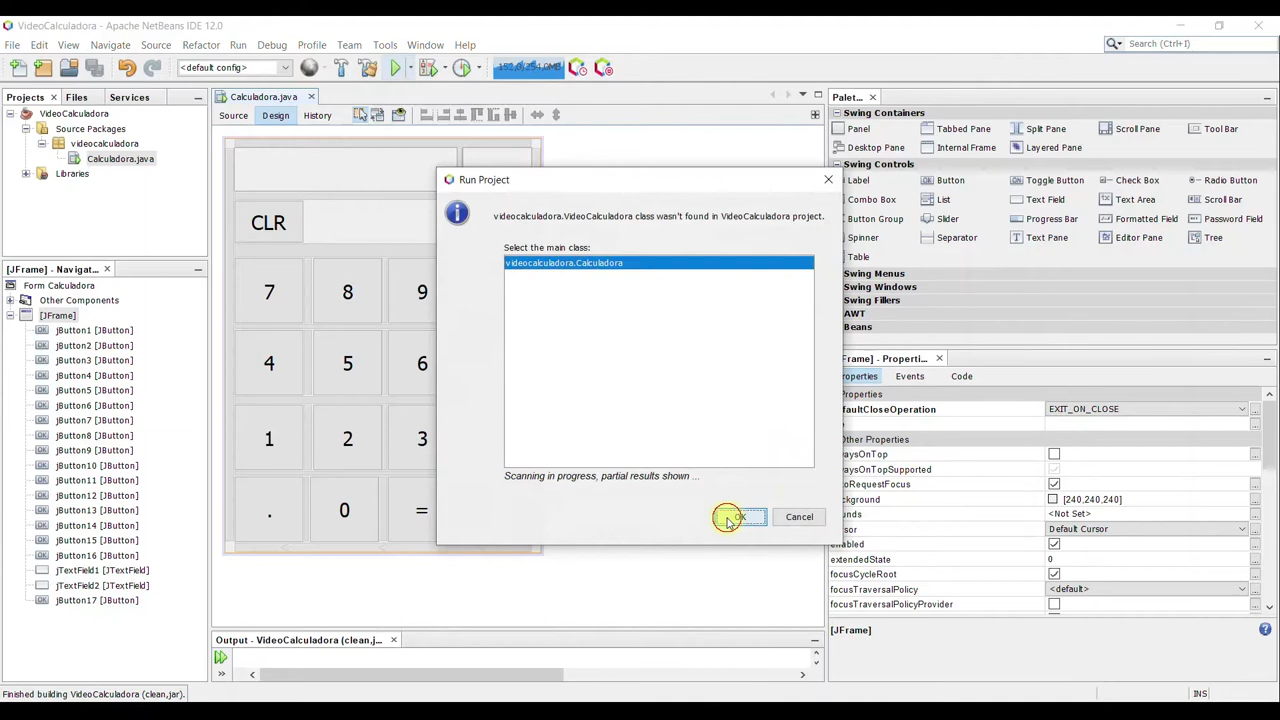 VideoCalculadora - Apache NetBeans IDE 12.0
File Edit View Navigate Source Refactor Run Debug Profile Team Tools Window Help
Search (Ctrl+I)
<default config>
Projects Files Services
VideoCalculadora
Source Packages
videocalculadora
Calculadora.java
Libraries
[JFrame] - Navigat...
Form Calculadora
Other Components
[JFrame]
jButton1 [JButton]
jButton2 [JButton]
jButton3 [JButton]
jButton4 [JButton]
jButton5 [JButton]
jButton6 [JButton]
jButton7 [JButton]
jButton8 [JButton]
jButton9 [JButton]
jButton10 [JButton]
jButton11 [JButton]
jButton12 [JButton]
jButton13 [JButton]
jButton14 [JButton]
jButton15 [JButton]
jButton16 [JButton]
jTextField1 [JTextField]
jTextField2 [JTextField]
jButton17 [JButton]
Calculadora.java
Source Design History
CLR
7 8 9
4 5 6
1 2 3
. 0 =
Run Project
videocalculadora.VideoCalculadora class wasn't found in VideoCalculadora project.
Select the main class:
videocalculadora.Calculadora
Scanning in progress, partial results shown ...
OK Cancel
Output - VideoCalculadora (clean,j...
Palet...
Swing Containers
Panel Tabbed Pane Split Pane Scroll Pane Tool Bar
Desktop Pane Internal Frame Layered Pane
Swing Controls
Label Button Toggle Button Check Box Radio Button
Combo Box List Text Field Text Area Scroll Bar
Button Group Slider Progress Bar Formatted Field Password Field
Spinner Separator Text Pane Editor Pane Tree
Table
Swing Menus
Swing Windows
Swing Fillers
AWT
Beans
Frame] - Properti...
operties Events Code
Properties
faultCloseOperation EXIT_ON_CLOSE
e
Other Properties
waysOnTop
waysOnTopSupported
toRequestFocus
ckground [240,240,240]
unds <Not Set>
rsor Default Cursor
enabled
extendedState 0
focusCycleRoot
focusTraversalPolicy <default>
focusTraversalPolicyProvider
[JFrame]
Finished building VideoCalculadora (clean,jar).
INS